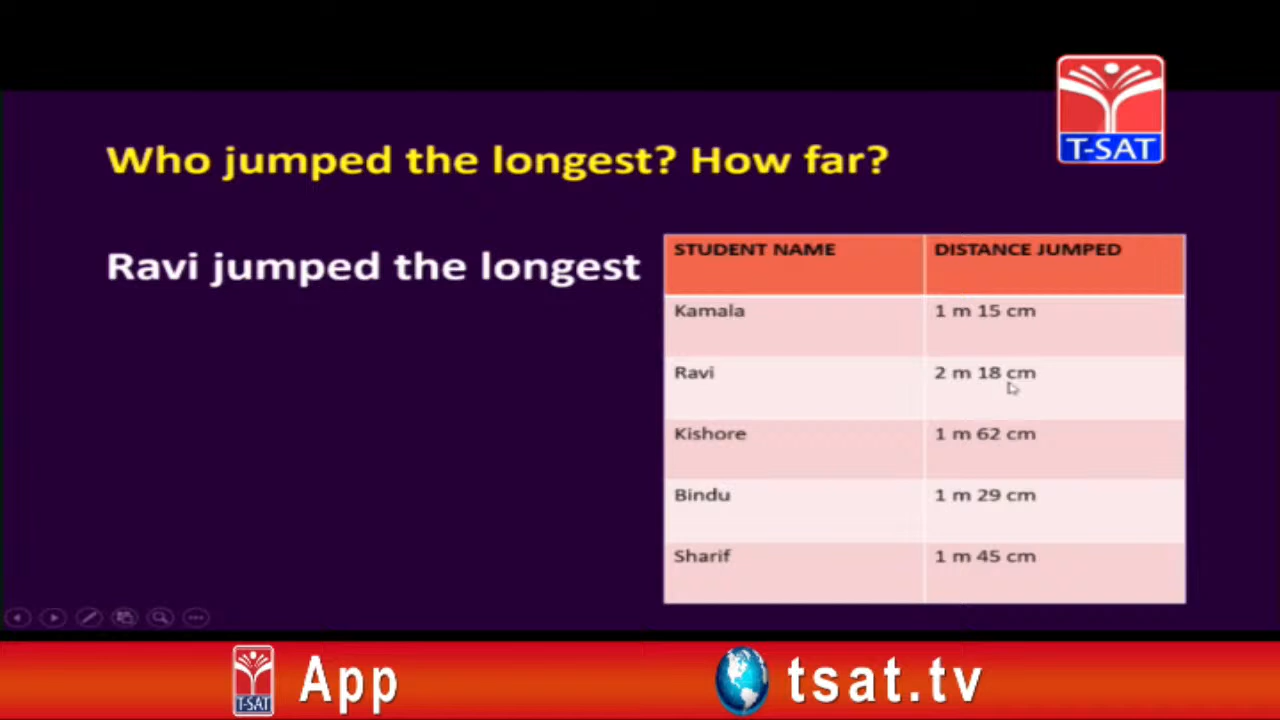 T-SAT
Who jumped the longest? How far?
Ravi jumped the longest
STUDENT NAME DISTANCE JUMPED
Kamala 1 m 15 cm
Ravi 2 m 18 cm
Kishore 1 m 62 cm
Bindu 1 m 29 cm
Sharif 1 m 45 cm
T-SAT App tsat.tv